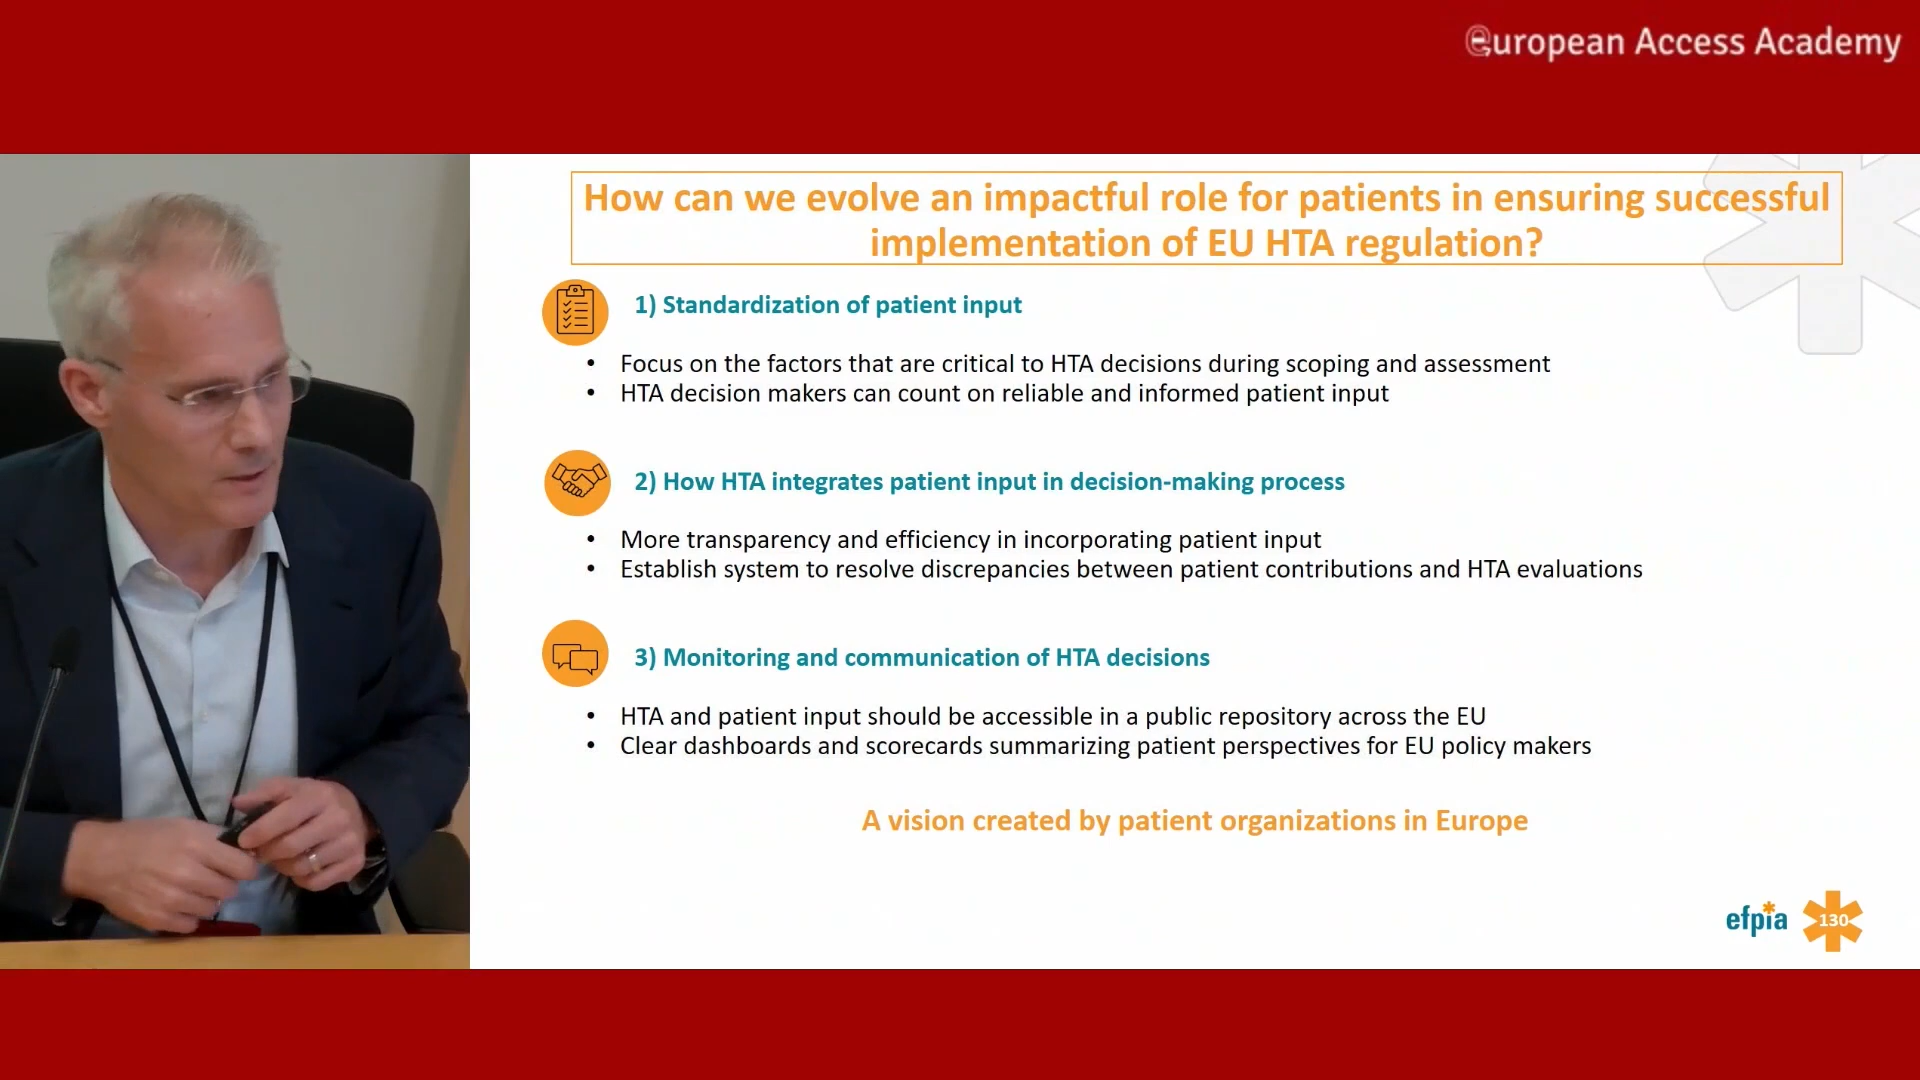 European Access Academy
How can we evolve an impactful role for patients in ensuring successful
implementation of EU HTA regulation?
1) Standardization of patient input
• Focus on the factors that are critical to HTA decisions during scoping and assessment
• HTA decision makers can count on reliable and informed patient input
2) How HTA integrates patient input in decision-making process
• More transparency and efficiency in incorporating patient input
• Establish system to resolve discrepancies between patient contributions and HTA evaluations
3) Monitoring and communication of HTA decisions
• HTA and patient input should be accessible in a public repository across the EU
• Clear dashboards and scorecards summarizing patient perspectives for EU policy makers
A vision created by patient organizations in Europe
efpia
130